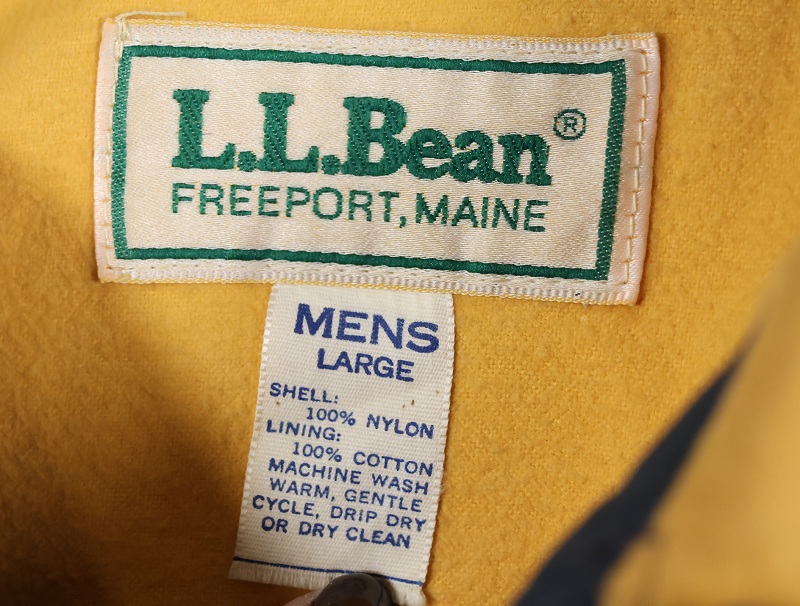 L.L.Bean®
FREEPORT, MAINE
MENS
LARGE
SHELL:
100% NYLON
LINING:
100% COTTON
MACHINE WASH
WARM, GENTLE
CYCLE, DRIP DRY
OR DRY CLEAN